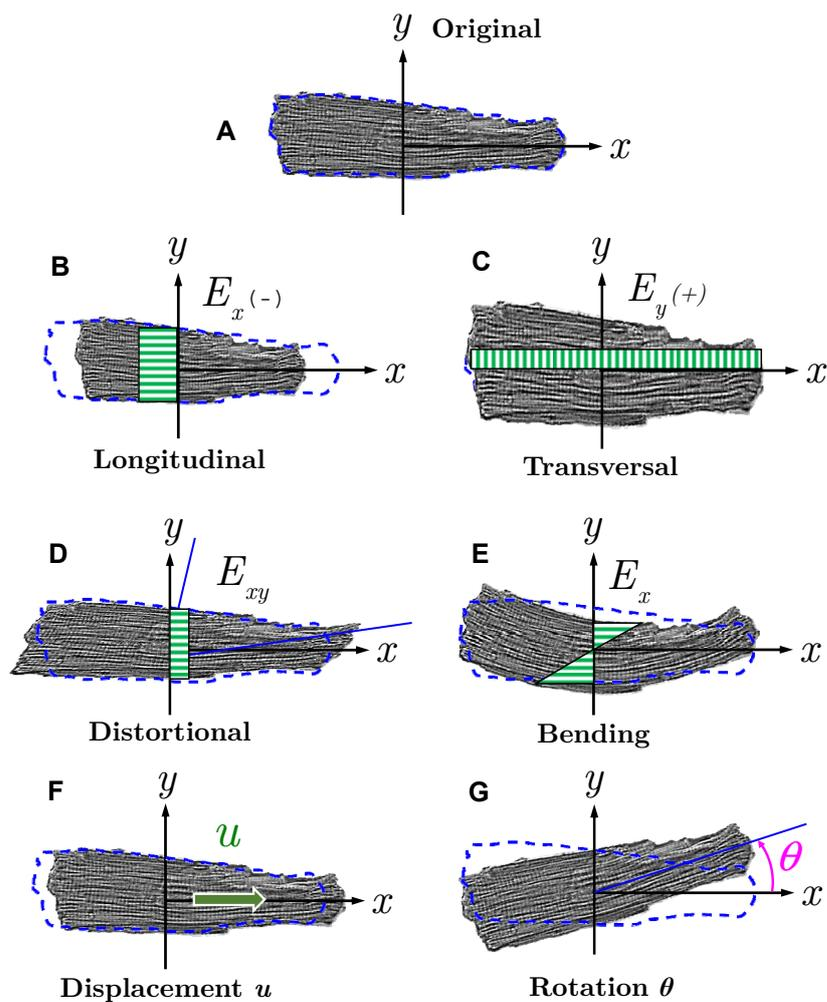 y Original
A
x
B
y
E_x (-)
x
Longitudinal
C
y
E_y (+)
x
Transversal
D
y
E_xy
x
Distortional
E
y
E_x
x
Bending
F
y
u
x
Displacement u
G
y
θ
x
Rotation θ